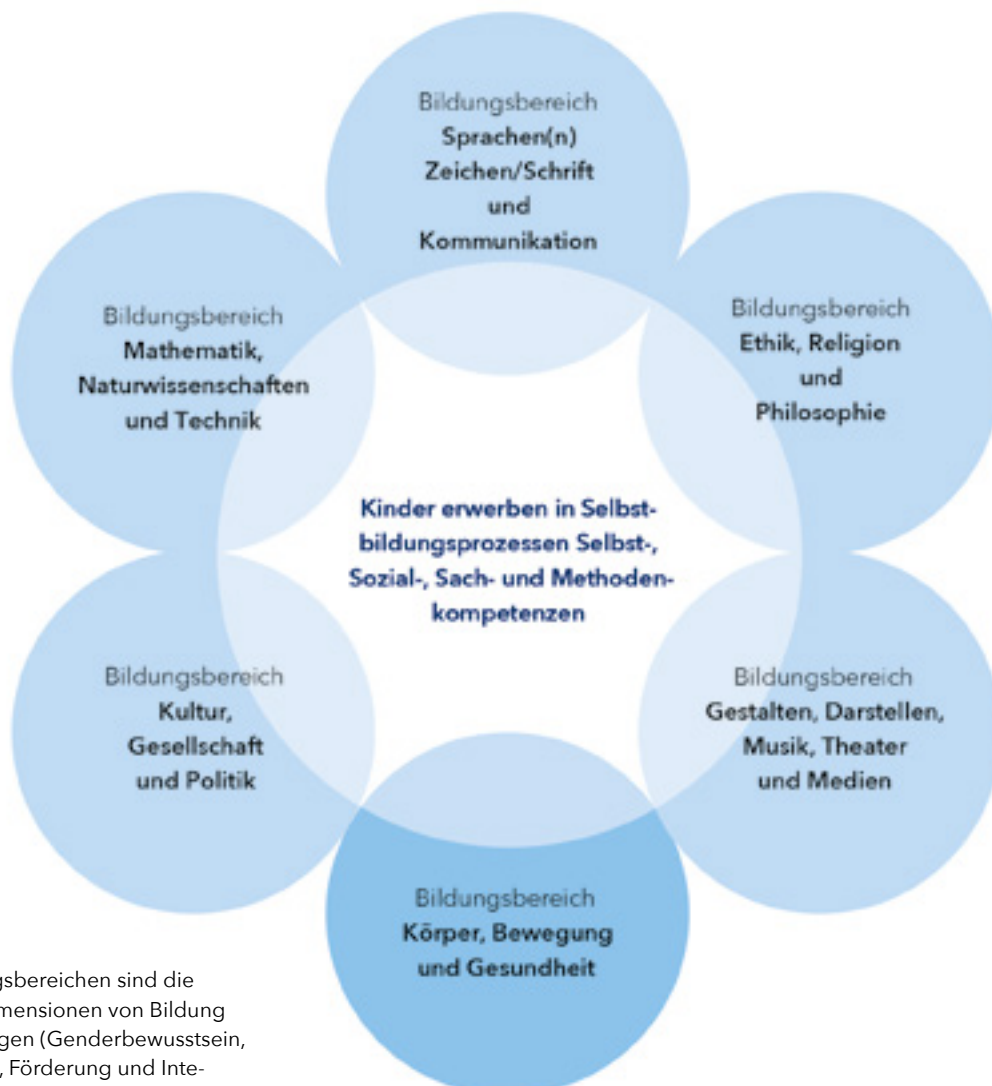 Bildungsbereich
Sprachen(n)
Zeichen/Schrift
und
Kommunikation
Bildungsbereich
Mathematik,
Naturwissenschaften
und Technik
Bildungsbereich
Ethik, Religion
und
Philosophie
Kinder erwerben in Selbst-
bildungsprozessen Selbst-,
Sozial-, Sach- und Methoden-
kompetenzen
Bildungsbereich
Kultur,
Gesellschaft
und Politik
Bildungsbereich
Gestalten, Darstellen,
Musik, Theater
und Medien
Bildungsbereich
Körper, Bewegung
und Gesundheit
gsbereichen sind die
mensionen von Bildung
gen (Genderbewusstsein,
, Förderung und Inte-